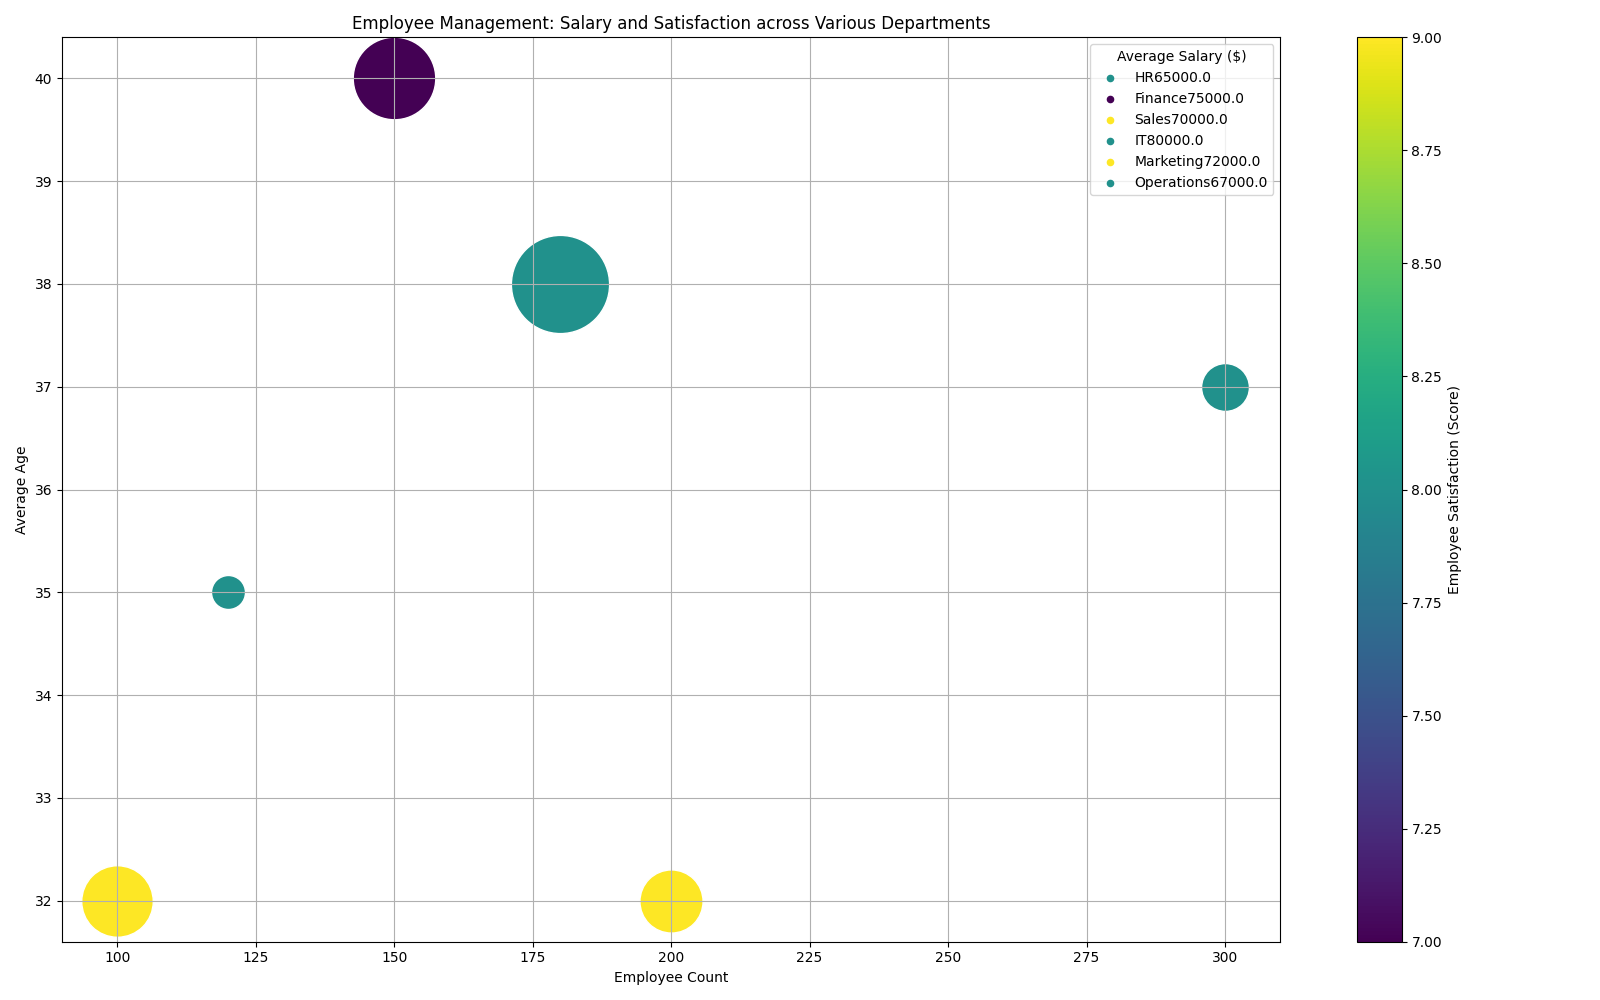 Employee Management: Salary and Satisfaction across Various Departments
Average Salary ($)
HR65000.0
Finance75000.0
Sales70000.0
IT80000.0
Marketing72000.0
Operations67000.0
Average Age
40
39
38
37
36
35
34
33
32
100
125
150
175
200
225
250
275
300
Employee Count
9.00
8.75
8.50
8.25
8.00
7.75
7.50
7.25
7.00
Employee Satisfaction (Score)